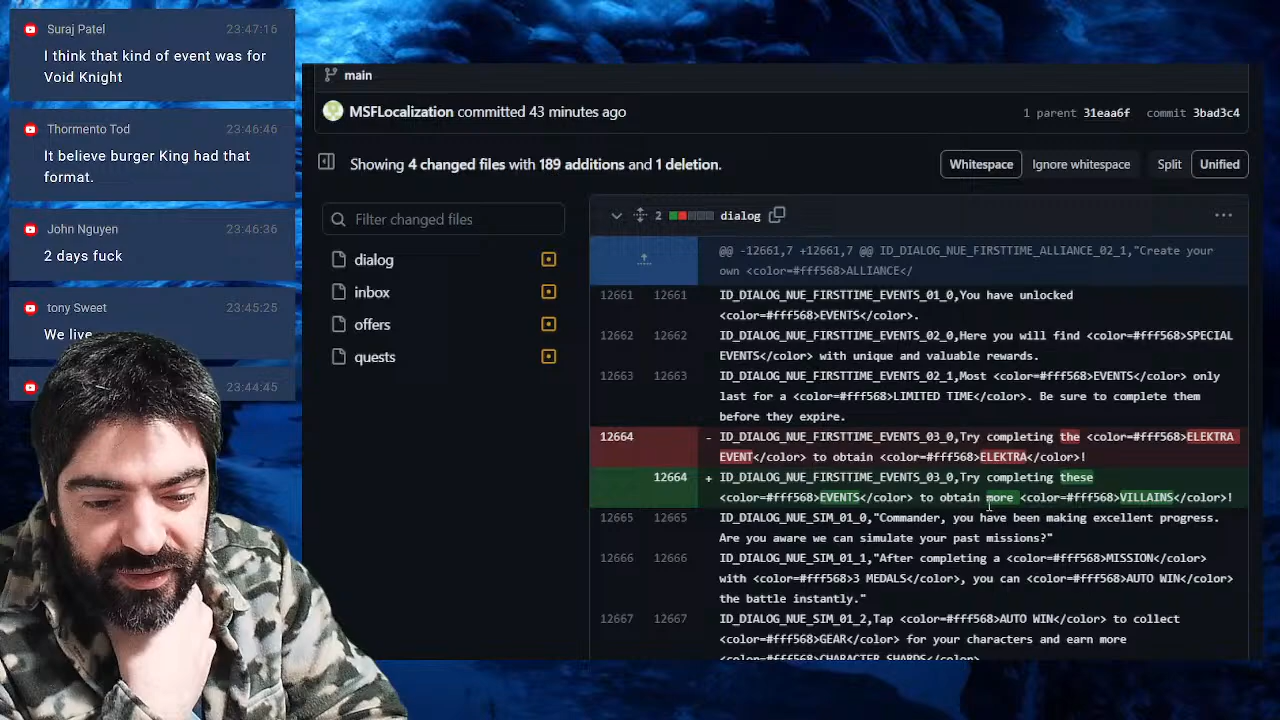 Suraj Patel 23:47:16
I think that kind of event was for
Void Knight
Thormento Tod 23:46:46
It believe burger King had that
format.
John Nguyen 23:46:36
2 days fuck
tony Sweet 23:45:25
We live
23:44:45
main
MSFLocalization committed 43 minutes ago
1 parent 31eaa6f commit 3bad3c4
Showing 4 changed files with 189 additions and 1 deletion.
Whitespace Ignore whitespace Split Unified
Filter changed files
dialog
inbox
offers
quests
2 dialog
@@ -12661,7 +12661,7 @@ ID_DIALOG_NUE_FIRSTTIME_ALLIANCE_02_1,"Create your
own <color=#fff568>ALLIANCE</
12661 12661 ID_DIALOG_NUE_FIRSTTIME_EVENTS_01_0,You have unlocked
<color=#fff568>EVENTS</color>.
12662 12662 ID_DIALOG_NUE_FIRSTTIME_EVENTS_02_0,Here you will find <color=#fff568>SPECIAL
EVENTS</color> with unique and valuable rewards.
12663 12663 ID_DIALOG_NUE_FIRSTTIME_EVENTS_02_1,Most <color=#fff568>EVENTS</color> only
last for a <color=#fff568>LIMITED TIME</color>. Be sure to complete them
before they expire.
12664 - ID_DIALOG_NUE_FIRSTTIME_EVENTS_03_0,Try completing the <color=#fff568>ELEKTRA
EVENT</color> to obtain <color=#fff568>ELEKTRA</color>!
12664 + ID_DIALOG_NUE_FIRSTTIME_EVENTS_03_0,Try completing these
<color=#fff568>EVENTS</color> to obtain more <color=#fff568>VILLAINS</color>!
12665 12665 ID_DIALOG_NUE_SIM_01_0,"Commander, you have been making excellent progress.
Are you aware we can simulate your past missions?"
12666 12666 ID_DIALOG_NUE_SIM_01_1,"After completing a <color=#fff568>MISSION</color>
with <color=#fff568>3 MEDALS</color>, you can <color=#fff568>AUTO WIN</color>
the battle instantly."
12667 12667 ID_DIALOG_NUE_SIM_01_2,Tap <color=#fff568>AUTO WIN</color> to collect
<color=#fff568>GEAR</color> for your characters and earn more
<color=#fff568>CHARACTER SHARDS</color>